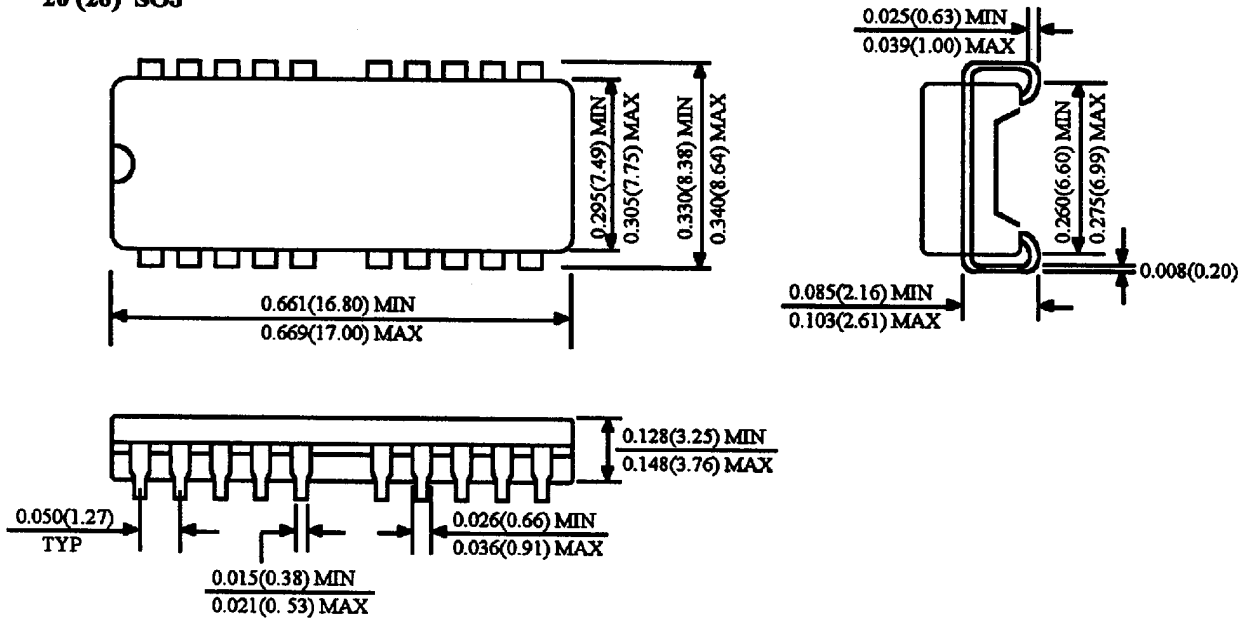 SOJ
0.025(0.63) MIN
0.039(1.00) MAX
0.295(7.49) MIN
0.305(7.75) MAX
0.330(8.38) MIN
0.340(8.64) MAX
0.260(6.60) MIN
0.275(6.99) MAX
0.008(0.20)
0.661(16.80) MIN
0.669(17.00) MAX
0.085(2.16) MIN
0.103(2.61) MAX
0.128(3.25) MIN
0.148(3.76) MAX
0.050(1.27)
TYP
0.026(0.66) MIN
0.036(0.91) MAX
0.015(0.38) MIN
0.021(0. 53) MAX